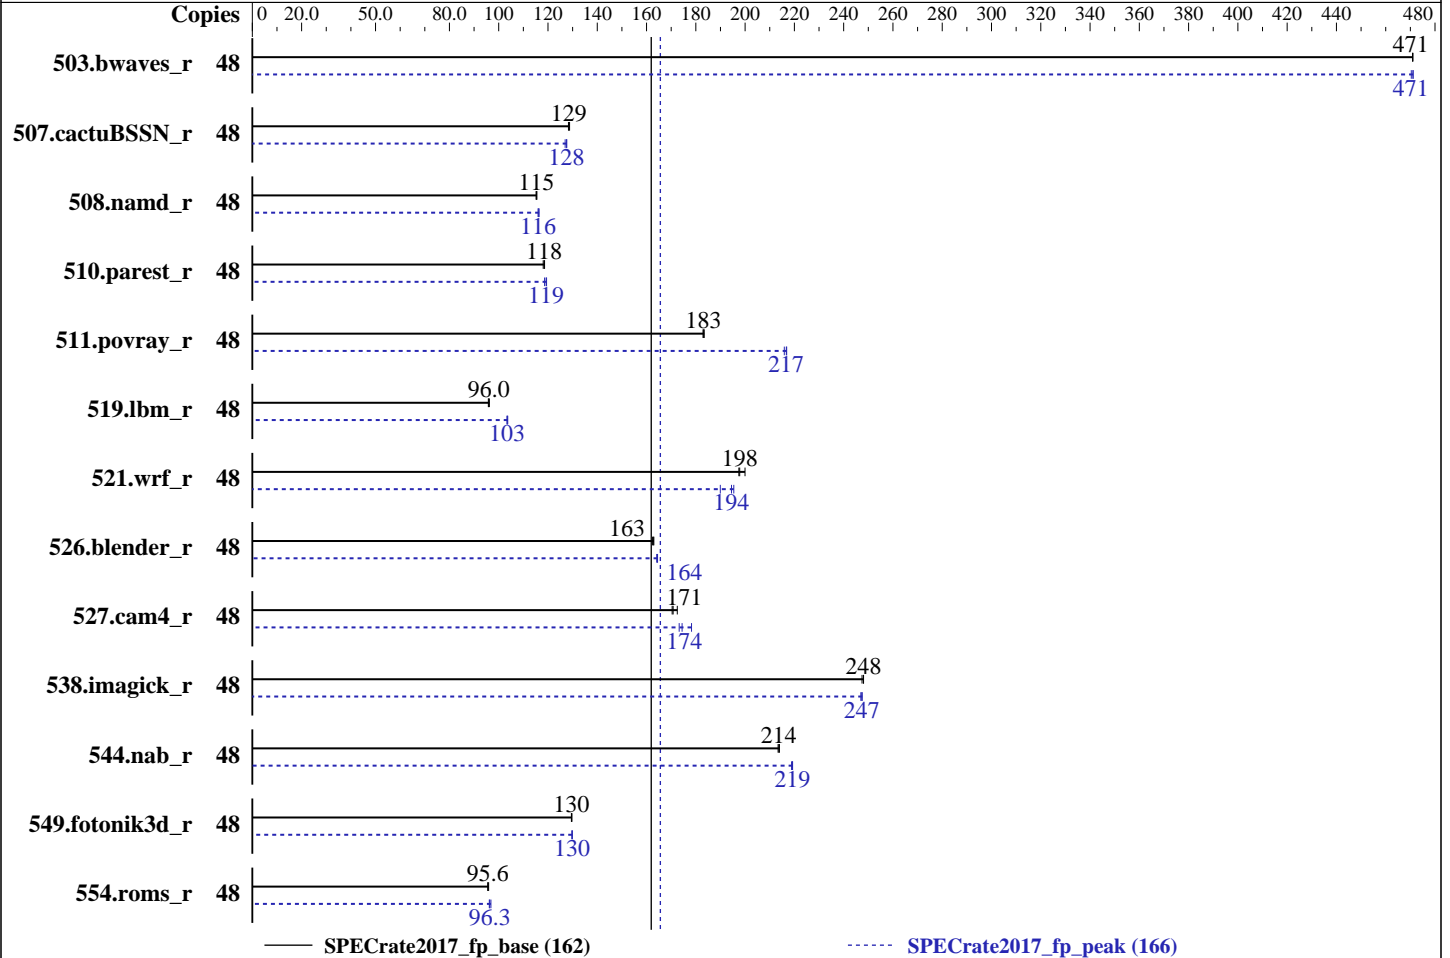 Copies 0 20.0 50.0 80.0 100 120 140 160 180 200 220 240 260 280 300 320 340 360 380 400 420 440 480
503.bwaves_r 48 471
471
507.cactuBSSN_r 48 129
128
508.namd_r 48 115
116
510.parest_r 48 118
119
511.povray_r 48 183
217
519.lbm_r 48 96.0
103
521.wrf_r 48 198
194
526.blender_r 48 163
164
527.cam4_r 48 171
174
538.imagick_r 48 248
247
544.nab_r 48 214
219
549.fotonik3d_r 48 130
130
554.roms_r 48 95.6
96.3
SPECrate2017_fp_base (162) SPECrate2017_fp_peak (166)